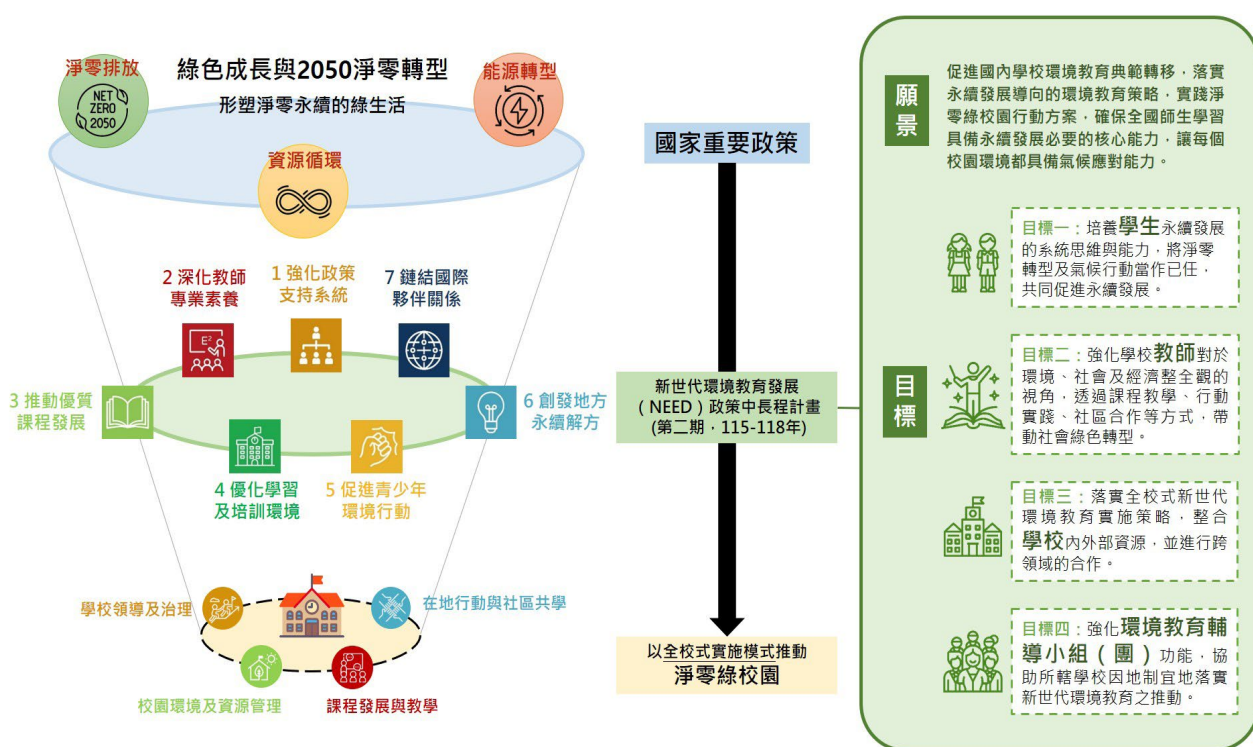 淨零排放
NET
ZERO
2050
綠色成長與2050淨零轉型
形塑淨零永續的綠生活
能源轉型
資源循環
2 深化教師
專業素養
1 強化政策
支持系統
7 鏈結國際
夥伴關係
E²
3 推動優質
課程發展
6 創發地方
永續解方
4 優化學習
及培訓環境
5 促進青少年
環境行動
學校領導及治理
在地行動與社區共學
校園環境及資源管理
課程發展與教學
國家重要政策
新世代環境教育發展
（NEED）政策中長程計畫
(第二期，115-118年)
以全校式實施模式推動
淨零綠校園
願景
促進國內學校環境教育典範轉移，落實
永續發展導向的環境教育策略，實踐淨
零綠校園行動方案，確保全國師生學習
具備永續發展必要的核心能力，讓每個
校園環境都具備氣候應對能力。
目標
目標一：培養學生永續發展
的系統思維與能力，將淨零
轉型及氣候行動當作已任，
共同促進永續發展。
目標二：強化學校教師對於
環境、社會及經濟整全觀的
視角，透過課程教學、行動
實踐、社區合作等方式，帶
動社會綠色轉型。
目標三：落實全校式新世代
環境教育實施策略，整合
學校內外部資源，並進行跨
領域的合作。
目標四：強化環境教育輔
導小組（團）功能，協
助所轄學校因地制宜地落實
新世代環境教育之推動。